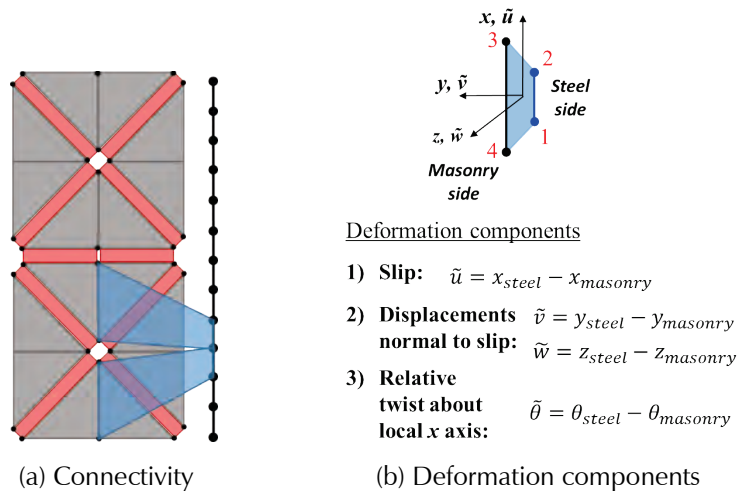 x, ũ
3
2
Steel
side
y, ṽ
z, w̃
1
4
Masonry
side
Deformation components
1) Slip: ũ = x_steel − x_masonry
2) Displacements ṽ = y_steel − y_masonry
normal to slip: w̃ = z_steel − z_masonry
3) Relative
twist about θ̃ = θ_steel − θ_masonry
local x axis:
(a) Connectivity
(b) Deformation components